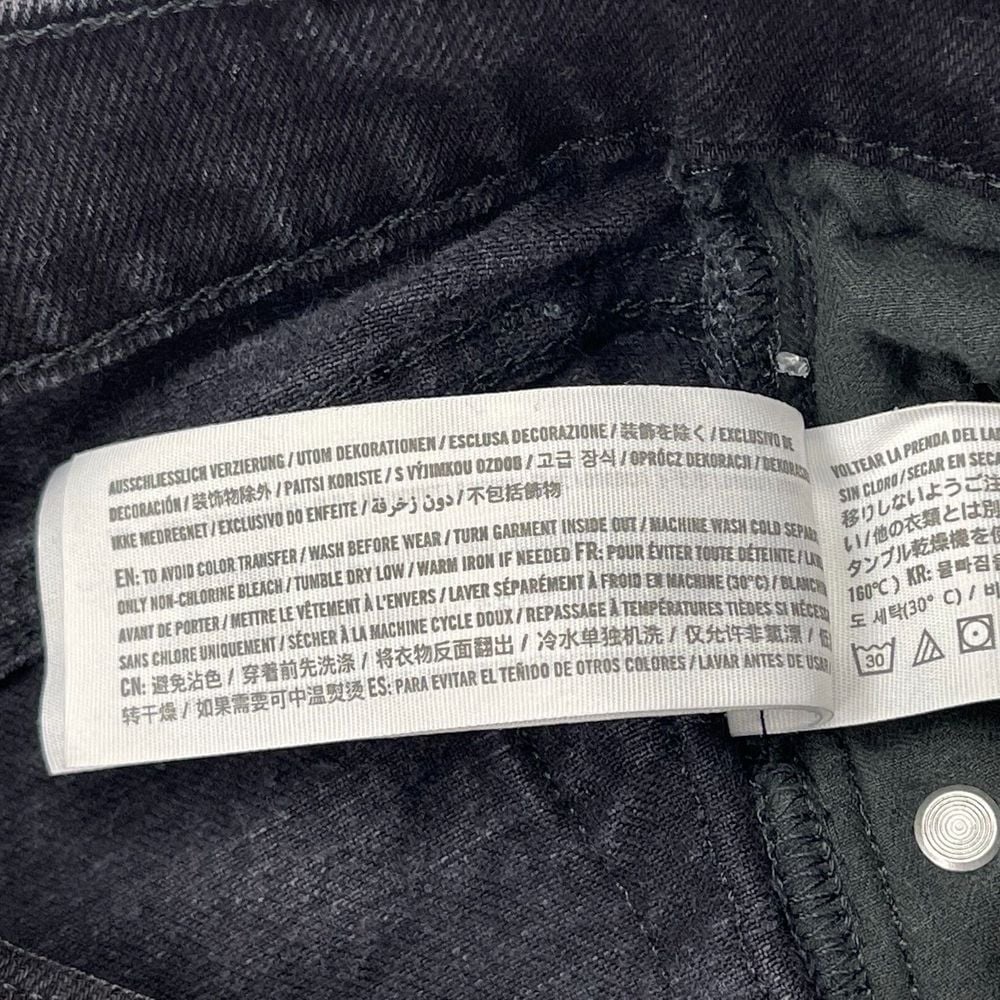 AUSSCHLIESSLICH VERZIERUNG / UTOM DEKORATIONEN / ESCLUSA DECORAZIONE / 装飾を除く / EXCLUSIVO DE
DECORACIÓN / 装饰物除外 / PAITSI KORISTE / S VÝJIMKOU OZDOB / 고급 장식 / OPRÓCZ DEKORACJI /
IKKE MEDREGNET / EXCLUSIVO DO ENFEITE / دون زخرفة / 不包括飾物
EN: TO AVOID COLOR TRANSFER / WASH BEFORE WEAR / TURN GARMENT INSIDE OUT / MACHINE WASH COLD
ONLY NON-CHLORINE BLEACH / TUMBLE DRY LOW / WARM IRON IF NEEDED FR: POUR ÉVITER TOUTE DÉTEINTE /
AVANT DE PORTER / METTRE LE VÊTEMENT À L'ENVERS / LAVER SÉPARÉMENT À FROID EN MACHINE (30°C) /
SANS CHLORE UNIQUEMENT / SÉCHER À LA MACHINE CYCLE DOUX / REPASSAGE À TEMPÉRATURES TIÈDES SI
CN: 避免沾色 / 穿着前先洗涤 / 将衣物反面翻出 / 冷水单独机洗 / 仅允许非氯漂 /
转干燥 / 如果需要可中温熨烫 ES: PARA EVITAR EL TEÑIDO DE OTROS COLORES / LAVAR ANTES DE
VOLTEAR LA PRENDA DEL
SIN CLORO / SECAR EN
移りしないようご注
い / 他の衣類とは別
タンブル乾燥機を使
160°C) KR: 물빠짐을
도 세탁(30° C) /
30